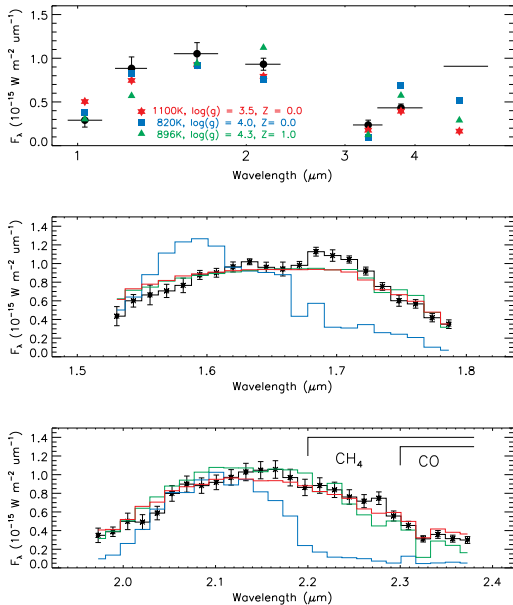 1.5
1.0
0.5
0.0
F_λ (10⁻¹⁵ W m⁻² um⁻¹)
1100K, log(g) = 3.5, Z= 0.0
820K, log(g) = 4.0, Z=0.0
896K, log(g) = 4.3, Z= 1.0
1 2 3 4 5
Wavelength (μm)
1.4
1.2
1.0
0.8
0.6
0.4
0.2
0.0
F_λ (10⁻¹⁵ W m⁻² um⁻¹)
1.5 1.6 1.7 1.8
Wavelength (μm)
1.4
1.2
1.0
0.8
0.6
0.4
0.2
0.0
F_λ (10⁻¹⁵ W m⁻² um⁻¹)
CH₄ CO
2.0 2.1 2.2 2.3 2.4
Wavelength (μm)